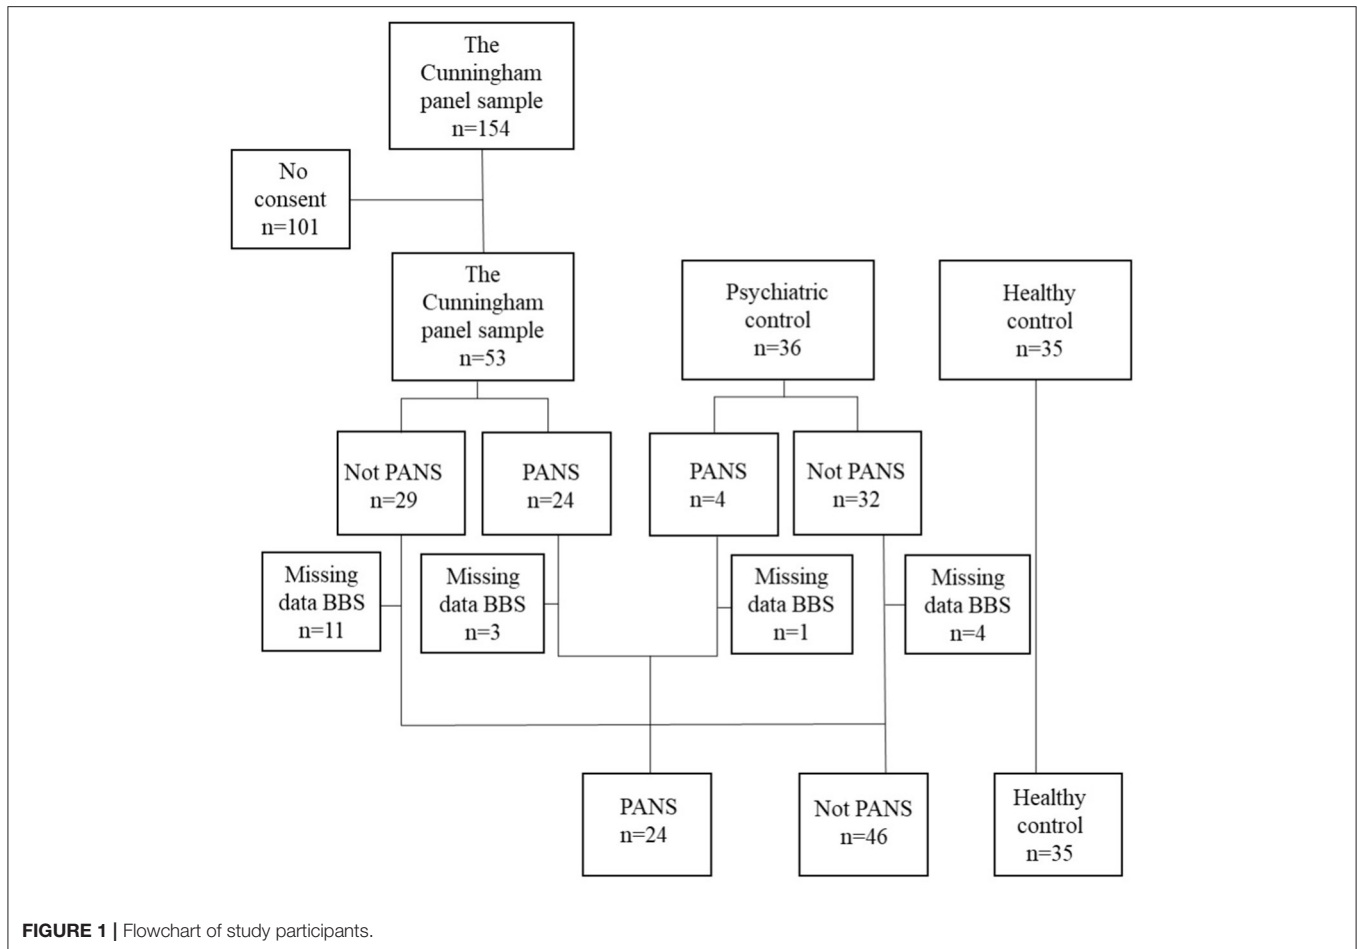 The
Cunningham
panel sample
n=154
No
consent
n=101
The
Cunningham
panel sample
n=53
Psychiatric
control
n=36
Healthy
control
n=35
Not PANS
n=29
PANS
n=24
PANS
n=4
Not PANS
n=32
Missing
data BBS
n=11
Missing
data BBS
n=3
Missing
data BBS
n=1
Missing
data BBS
n=4
PANS
n=24
Not PANS
n=46
Healthy
control
n=35
FIGURE 1 | Flowchart of study participants.